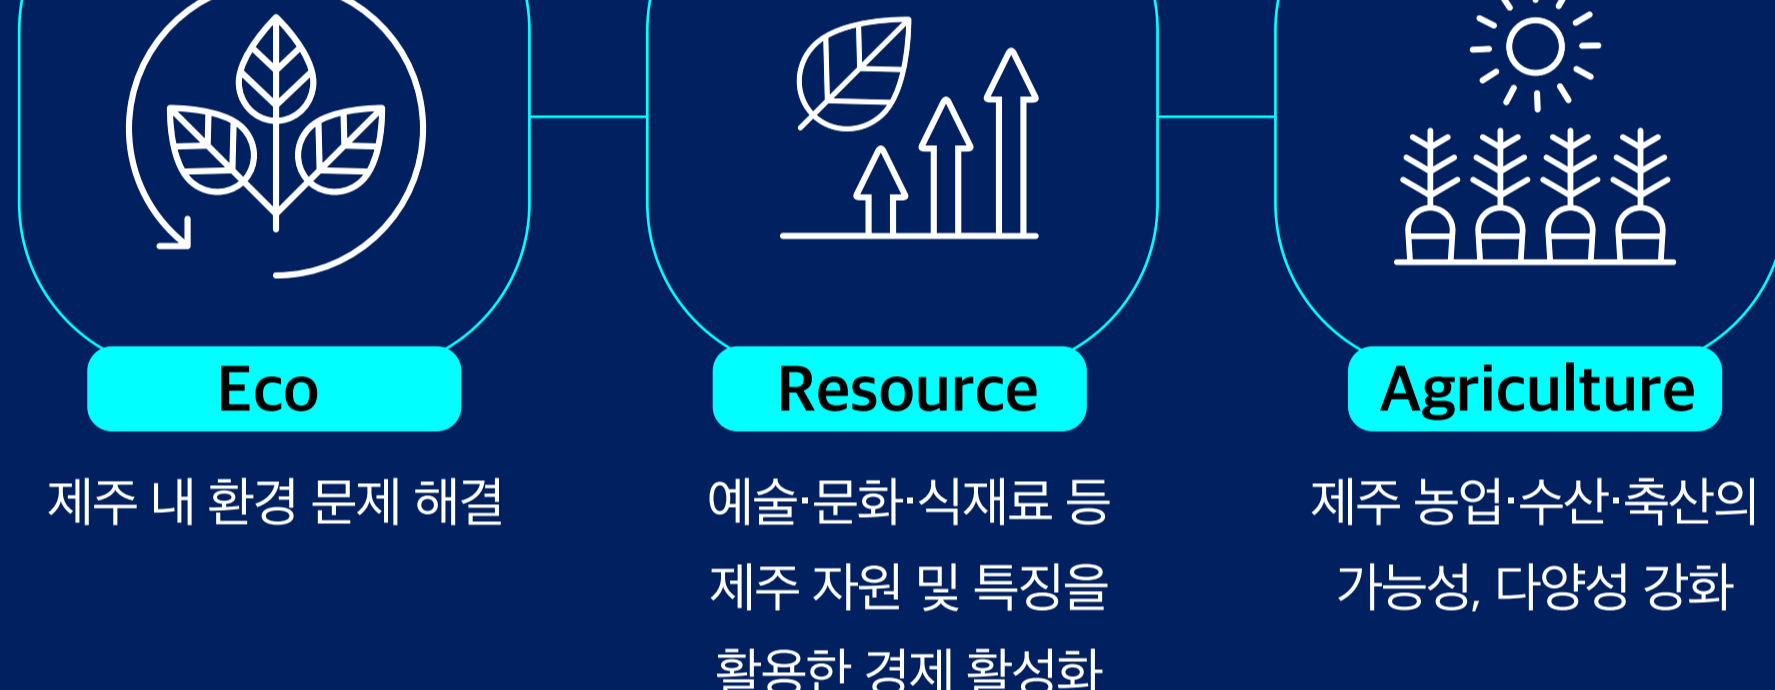 Eco
제주 내 환경 문제 해결
Resource
예술·문화·식재료 등
제주 자원 및 특징을
활용한 경제 활성화
Agriculture
제주 농업·수산·축산의
가능성, 다양성 강화